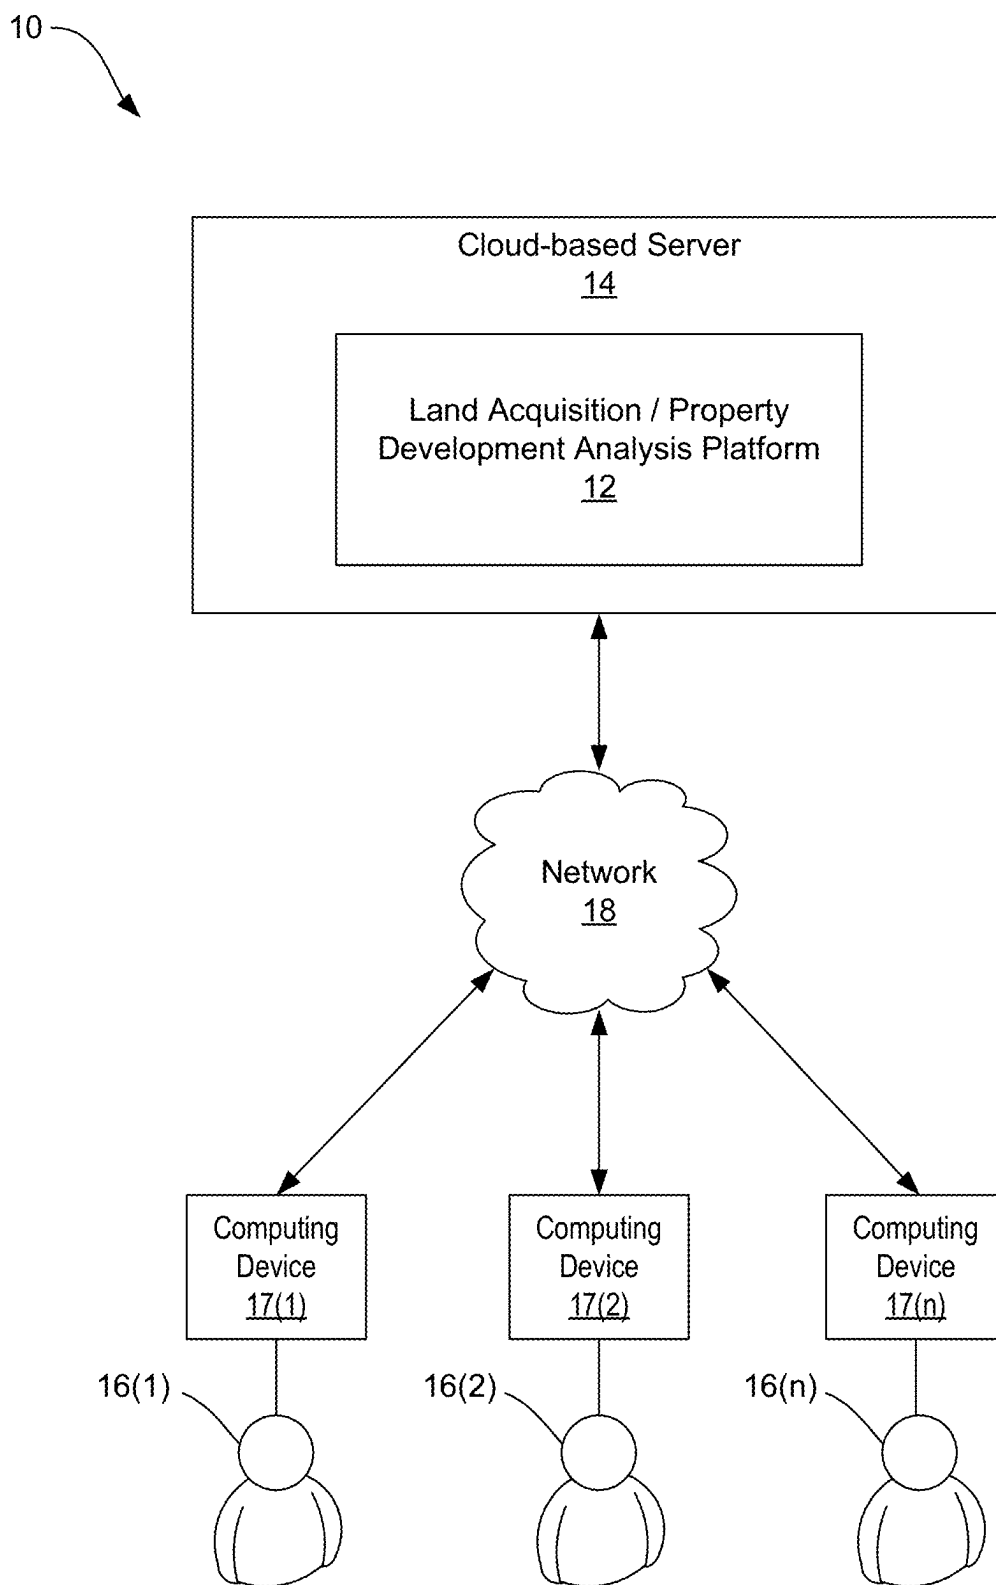 10
Cloud-based Server
14
Land Acquisition / Property
Development Analysis Platform
12
Network
18
Computing
Device
17(1)
Computing
Device
17(2)
Computing
Device
17(n)
16(1)
16(2)
16(n)